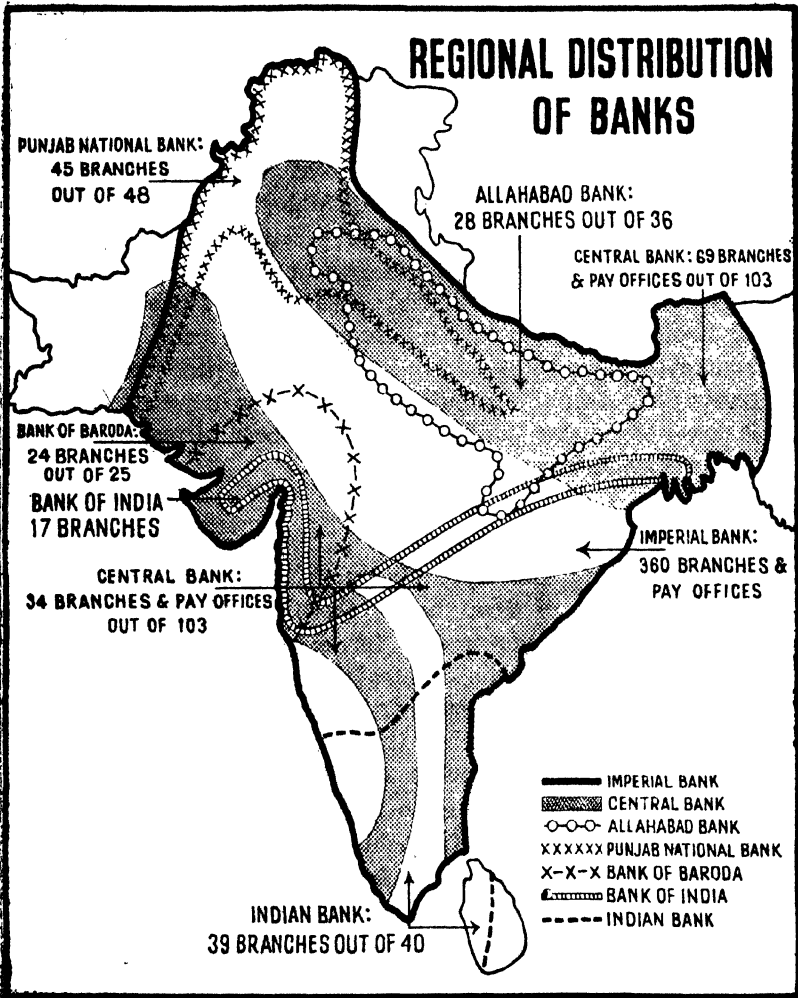 REGIONAL DISTRIBUTION
OF BANKS
PUNJAB NATIONAL BANK:
45 BRANCHES
OUT OF 48
ALLAHABAD BANK:
28 BRANCHES OUT OF 36
CENTRAL BANK: 69 BRANCHES
& PAY OFFICES OUT OF 103
BANK OF BARODA:
24 BRANCHES
OUT OF 25
BANK OF INDIA
17 BRANCHES
IMPERIAL BANK:
360 BRANCHES &
PAY OFFICES
CENTRAL BANK:
34 BRANCHES & PAY OFFICES
OUT OF 103
IMPERIAL BANK
CENTRAL BANK
ALLAHABAD BANK
PUNJAB NATIONAL BANK
BANK OF BARODA
BANK OF INDIA
INDIAN BANK
INDIAN BANK:
39 BRANCHES OUT OF 40